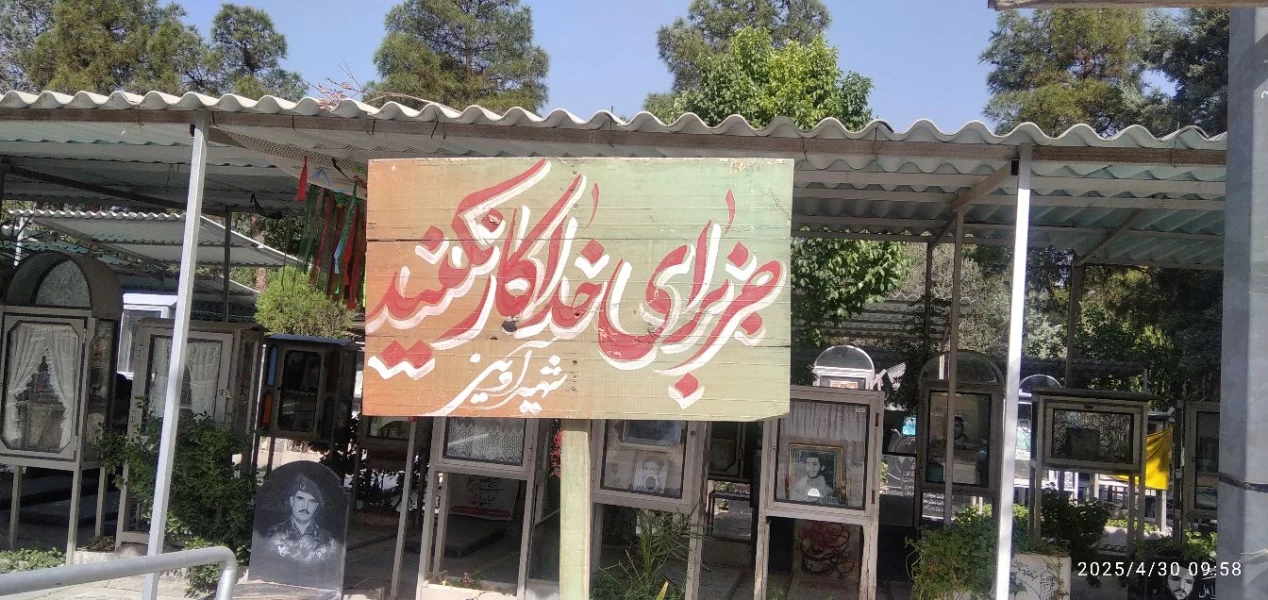 جز برای خدا کار نکنید
شهید آوینی
2025/4/30 09:58